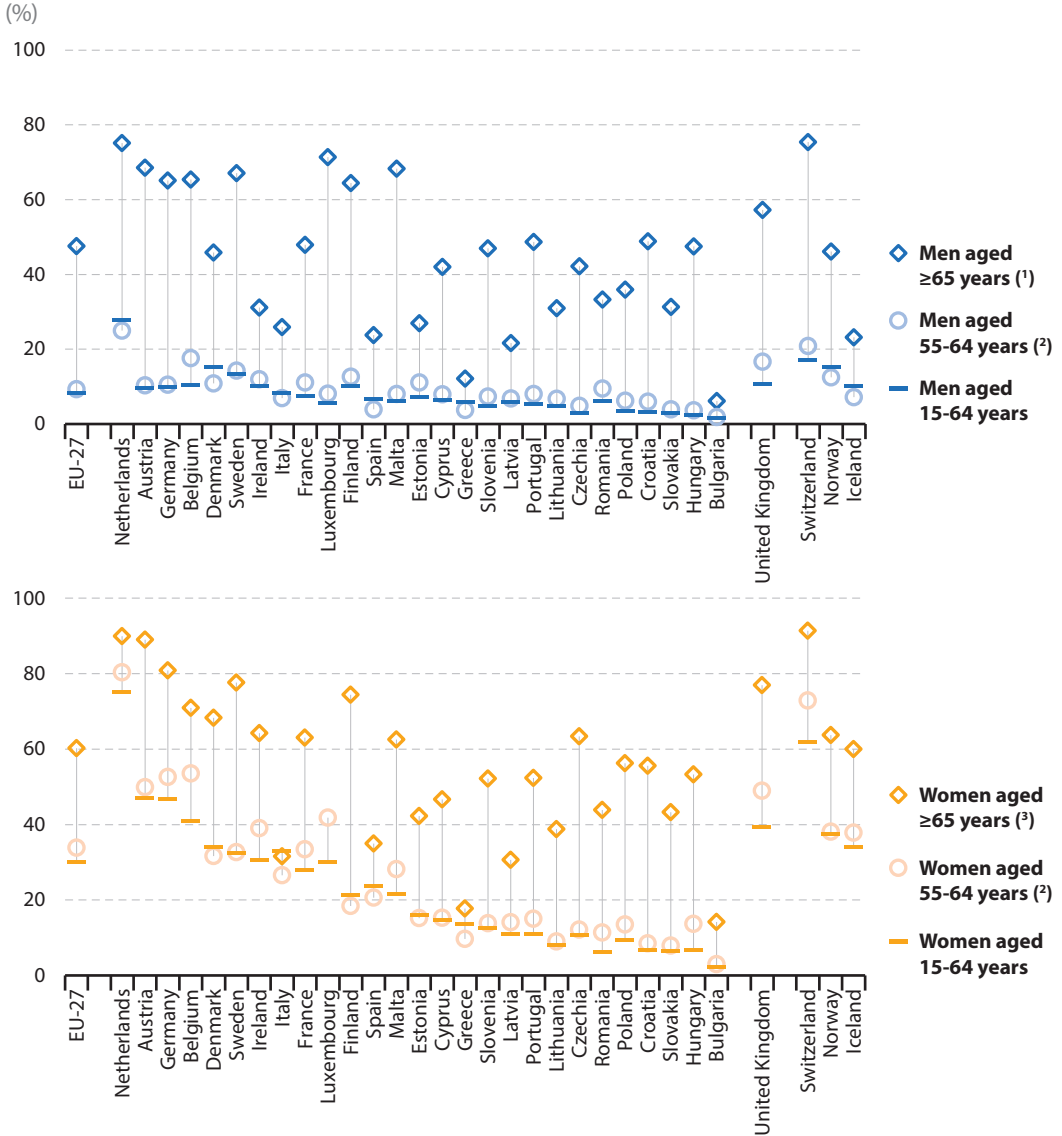 (%)
100
80
60
40
20
0
EU-27
Netherlands
Austria
Germany
Belgium
Denmark
Sweden
Ireland
Italy
France
Luxembourg
Finland
Spain
Malta
Estonia
Cyprus
Greece
Slovenia
Latvia
Portugal
Lithuania
Czechia
Romania
Poland
Croatia
Slovakia
Hungary
Bulgaria
United Kingdom
Switzerland
Norway
Iceland
Men aged
≥65 years (¹)
Men aged
55-64 years (²)
Men aged
15-64 years
100
80
60
40
20
0
EU-27
Netherlands
Austria
Germany
Belgium
Denmark
Sweden
Ireland
Italy
France
Luxembourg
Finland
Spain
Malta
Estonia
Cyprus
Greece
Slovenia
Latvia
Portugal
Lithuania
Czechia
Romania
Poland
Croatia
Slovakia
Hungary
Bulgaria
United Kingdom
Switzerland
Norway
Iceland
Women aged
≥65 years (³)
Women aged
55-64 years (²)
Women aged
15-64 years